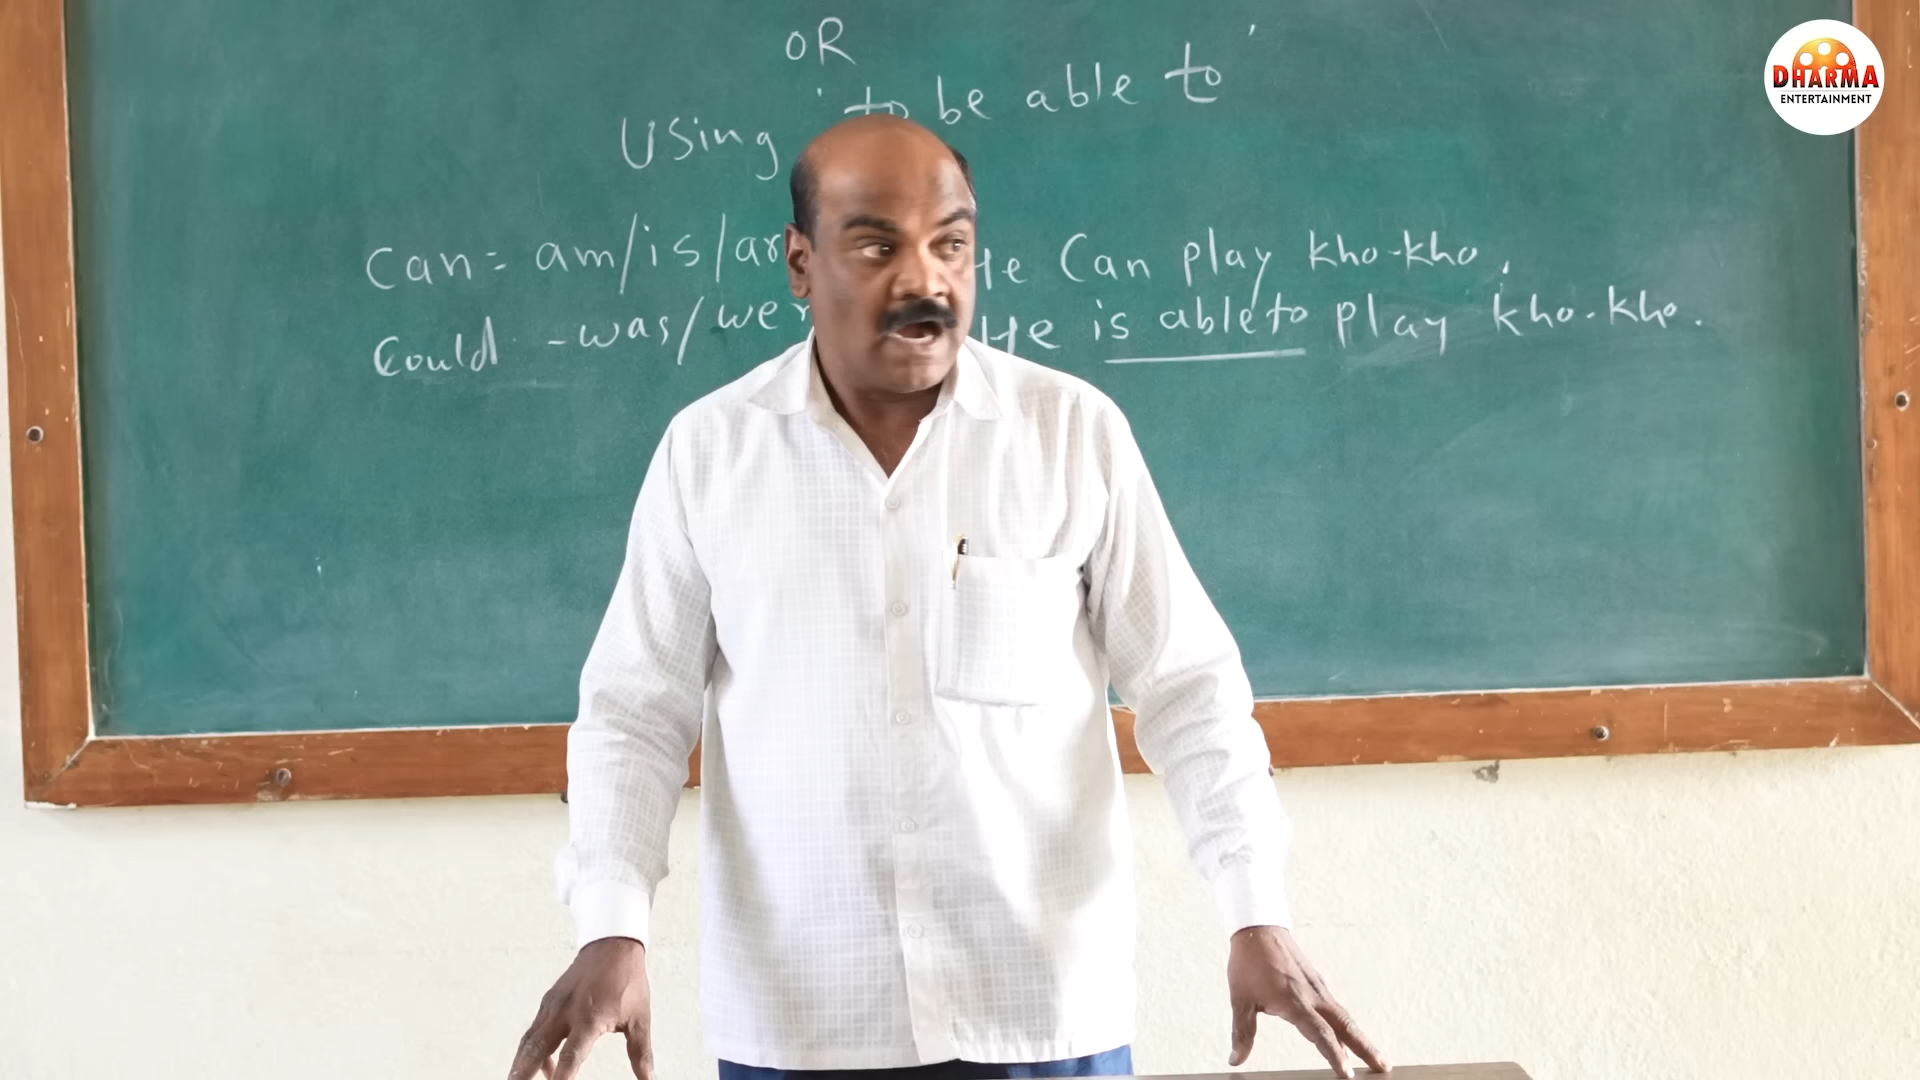 OR
Using 'to be able to'
Can = am/is/ar He Can play kho-kho.
Could - was/wer He is able to play kho-kho.
DHARMA
ENTERTAINMENT